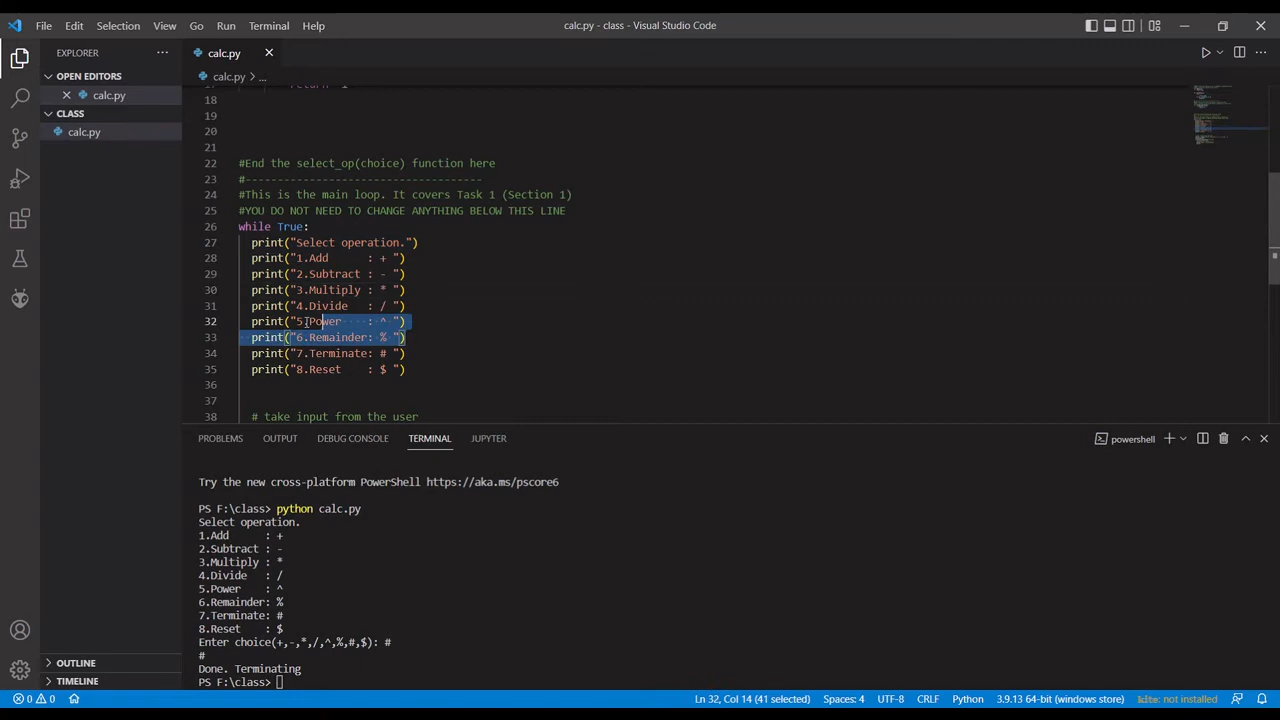 File Edit Selection View Go Run Terminal Help
calc.py - class - Visual Studio Code
EXPLORER
OPEN EDITORS
calc.py
CLASS
calc.py
OUTLINE
TIMELINE
calc.py
calc.py > ...
18
19
20
21
22 #End the select_op(choice) function here
23 #-------------------------------------
24 #This is the main loop. It covers Task 1 (Section 1)
25 #YOU DO NOT NEED TO CHANGE ANYTHING BELOW THIS LINE
26 while True:
27 print("Select operation.")
28 print("1.Add      : + ")
29 print("2.Subtract : - ")
30 print("3.Multiply : * ")
31 print("4.Divide   : / ")
32 print("5.Power    : ^ ")
33 print("6.Remainder: % ")
34 print("7.Terminate: # ")
35 print("8.Reset    : $ ")
36
37
38 # take input from the user
PROBLEMS OUTPUT DEBUG CONSOLE TERMINAL JUPYTER
powershell
Try the new cross-platform PowerShell https://aka.ms/pscore6
PS F:\class> python calc.py
Select operation.
1.Add      : +
2.Subtract : -
3.Multiply : *
4.Divide   : /
5.Power    : ^
6.Remainder: %
7.Terminate: #
8.Reset    : $
Enter choice(+,-,*,/,^,%,#,$): #
#
Done. Terminating
PS F:\class>
0 0 Ln 32, Col 14 (41 selected) Spaces: 4 UTF-8 CRLF Python 3.9.13 64-bit (windows store) kite: not installed